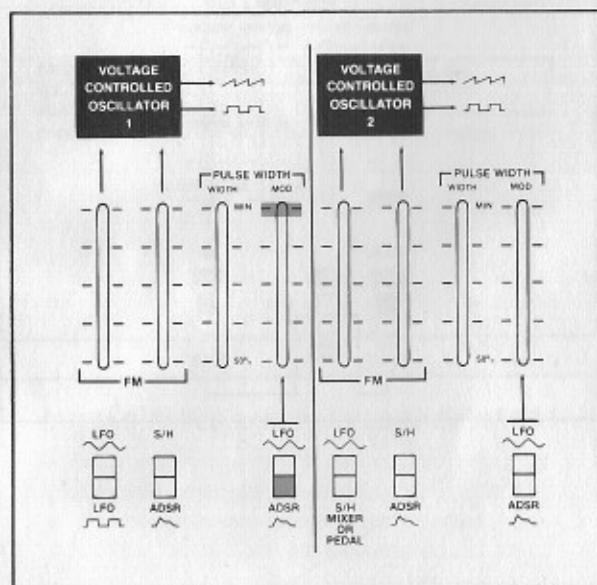 VOLTAGE
CONTROLLED
OSCILLATOR
1
PULSE WIDTH
WIDTH MOD
MIN
50%
FM
LFO S/H LFO
LFO ADSR ADSR
VOLTAGE
CONTROLLED
OSCILLATOR
2
PULSE WIDTH
WIDTH MOD
MIN
50%
FM
LFO S/H LFO
S/H
MIXER
OR
PEDAL
ADSR ADSR